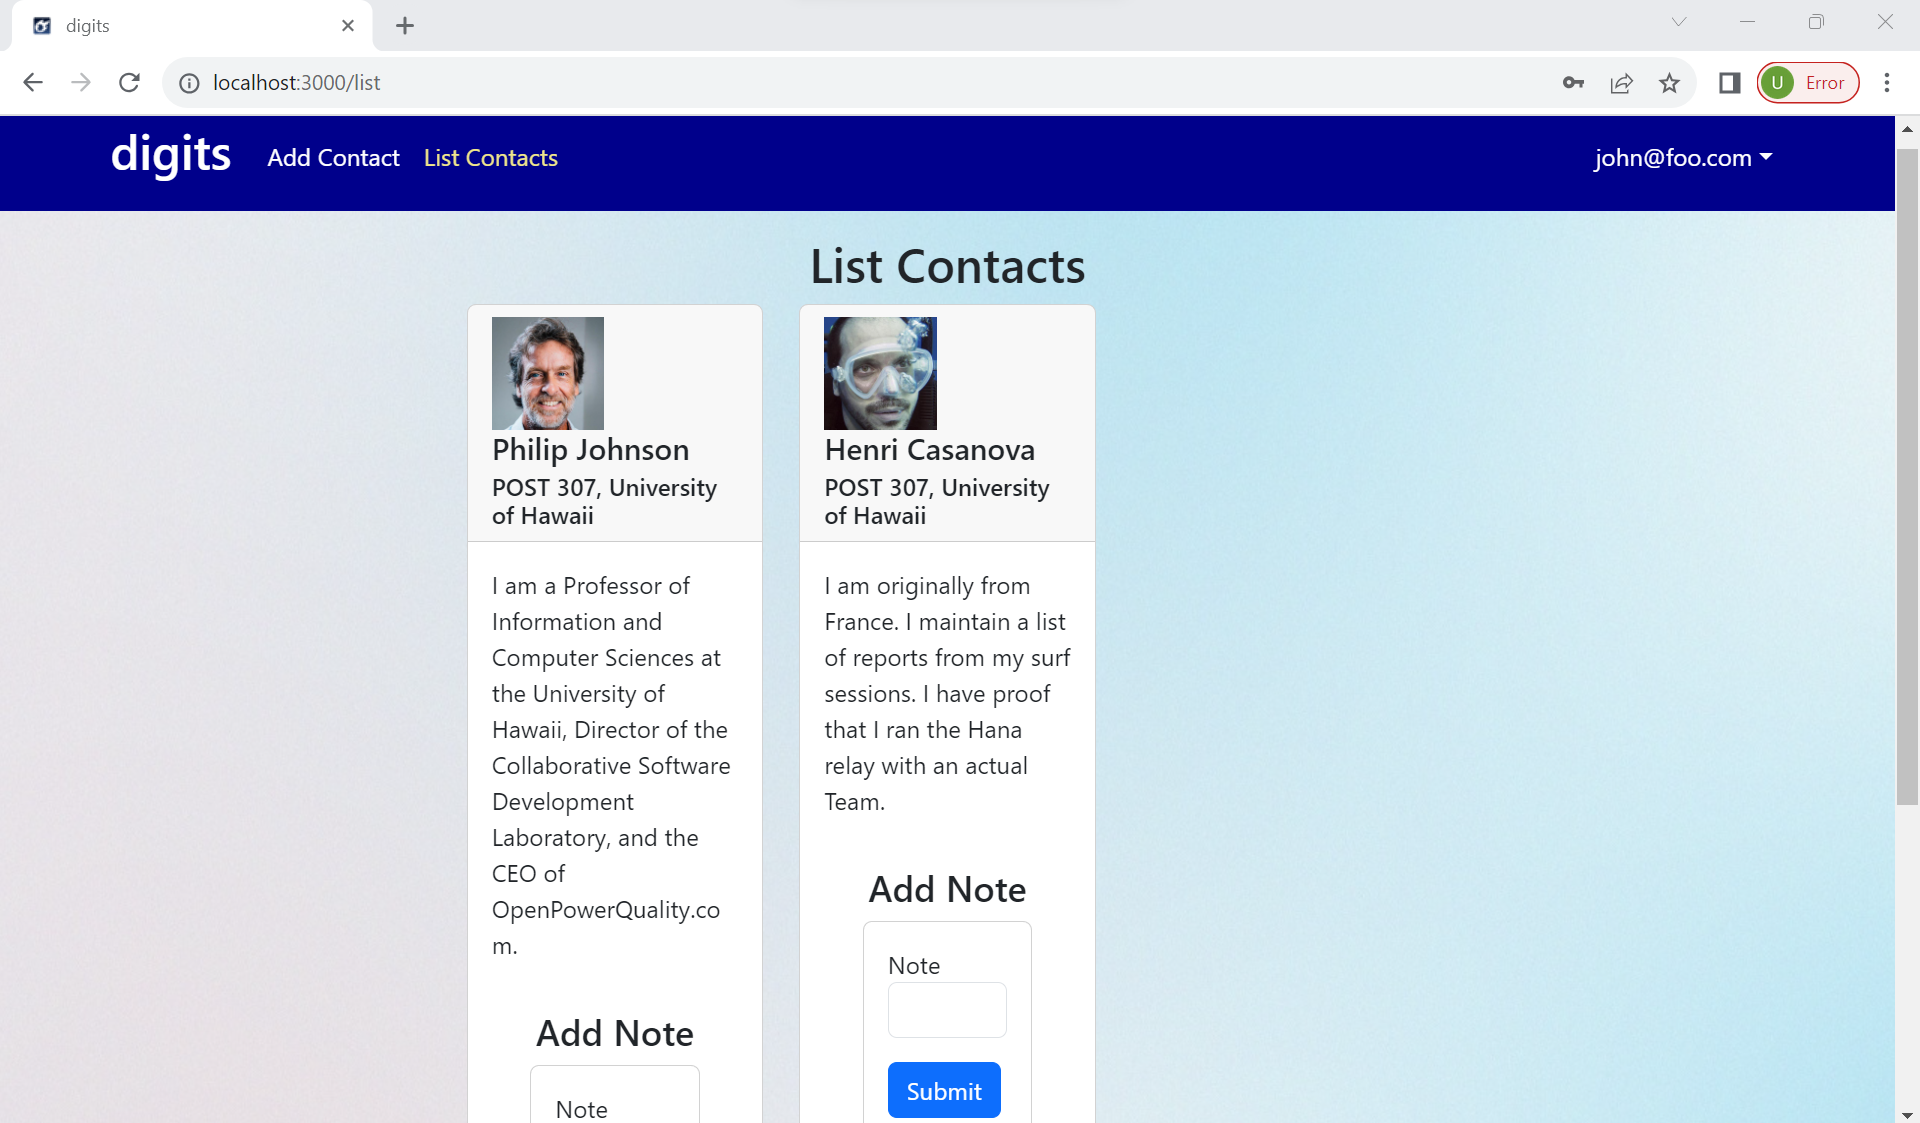 digits
localhost:3000/list
U Error
digits Add Contact List Contacts john@foo.com
List Contacts
Philip Johnson
POST 307, University
of Hawaii
I am a Professor of
Information and
Computer Sciences at
the University of
Hawaii, Director of the
Collaborative Software
Development
Laboratory, and the
CEO of
OpenPowerQuality.co
m.
Add Note
Note
Henri Casanova
POST 307, University
of Hawaii
I am originally from
France. I maintain a list
of reports from my surf
sessions. I have proof
that I ran the Hana
relay with an actual
Team.
Add Note
Note
Submit